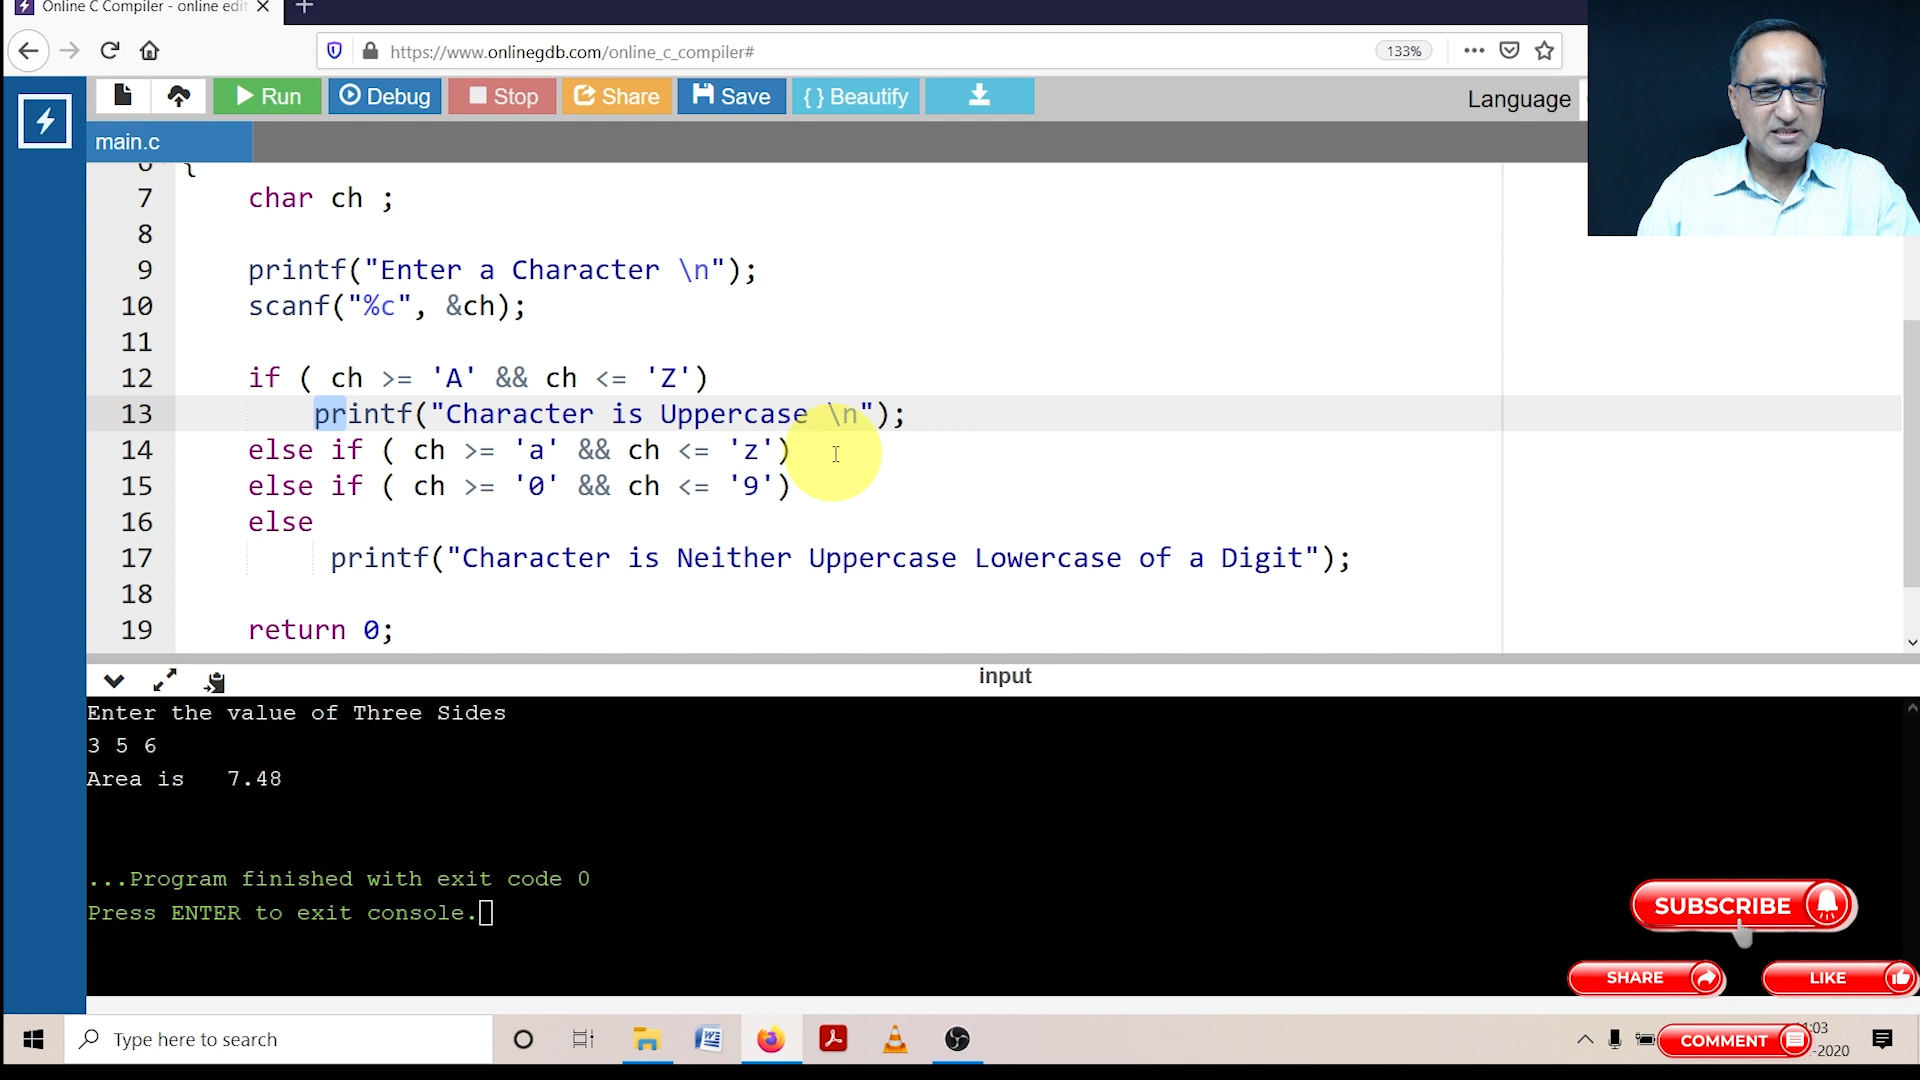 Online C Compiler - online edit
https://www.onlinegdb.com/online_c_compiler#
133%
Run
Debug
Stop
Share
Save
{ } Beautify
Language
main.c
6 {
7 char ch ;
8
9 printf("Enter a Character \n");
10 scanf("%c", &ch);
11
12 if ( ch >= 'A' && ch <= 'Z')
13 printf("Character is Uppercase \n");
14 else if ( ch >= 'a' && ch <= 'z')
15 else if ( ch >= '0' && ch <= '9')
16 else
17 printf("Character is Neither Uppercase Lowercase of a Digit");
18
19 return 0;
input
Enter the value of Three Sides
3 5 6
Area is 7.48
...Program finished with exit code 0
Press ENTER to exit console.
SUBSCRIBE
SHARE
LIKE
Type here to search
COMMENT
:03
-2020